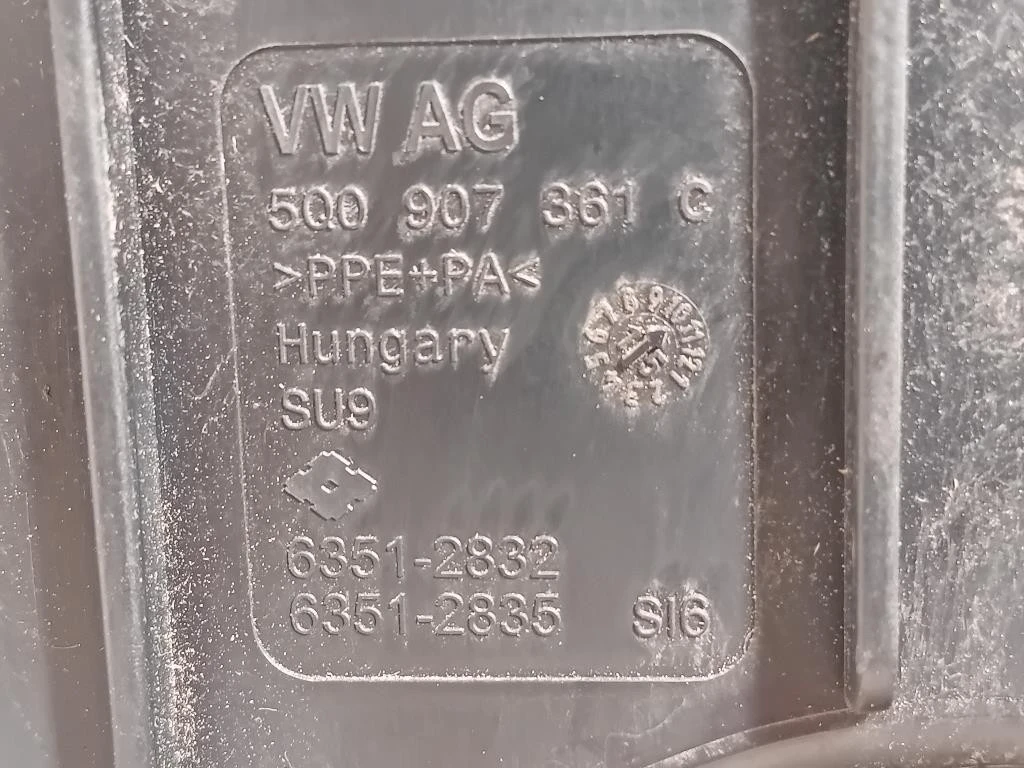 VW AG
5Q0 907 361 C
>PPE+PA<
Hungary
SU9
6351-2832
6351-2835 SI6